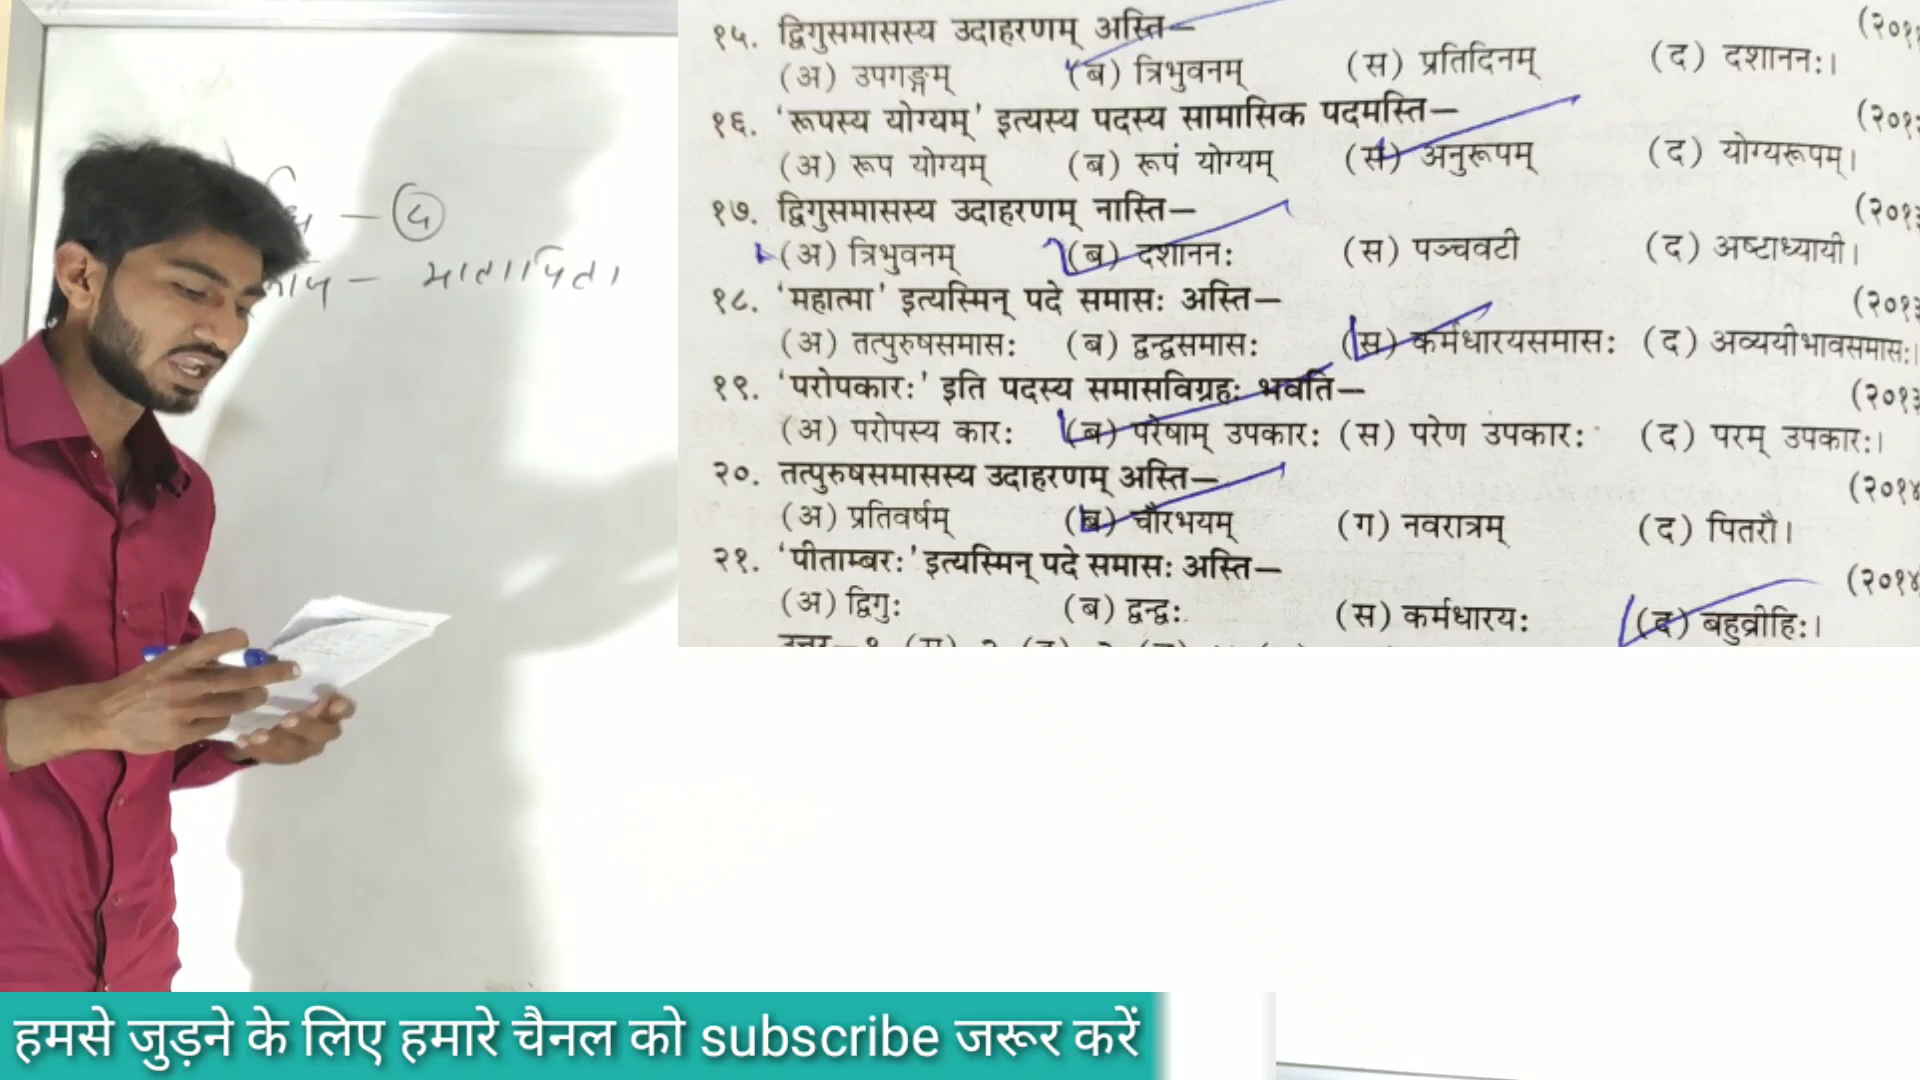 १५. द्विगुसमासस्य उदाहरणम् अस्ति—
(अ) उपगङ्गम् (ब) त्रिभुवनम् (स) प्रतिदिनम् (द) दशाननः।
१६. 'रूपस्य योग्यम्' इत्यस्य पदस्य सामासिक पदमस्ति—
(अ) रूप योग्यम् (ब) रूपं योग्यम् (स) अनुरूपम् (द) योग्यरूपम्।
१७. द्विगुसमासस्य उदाहरणम् नास्ति—
(अ) त्रिभुवनम् (ब) दशाननः (स) पञ्चवटी (द) अष्टाध्यायी।
१८. 'महात्मा' इत्यस्मिन् पदे समासः अस्ति— (२०१३
(अ) तत्पुरुषसमासः (ब) द्वन्द्वसमासः (स) कर्मधारयसमासः (द) अव्ययीभावसमासः।
१९. 'परोपकारः' इति पदस्य समासविग्रहः भवति— (२०१३
(अ) परोपस्य कारः (ब) परेषाम् उपकारः (स) परेण उपकारः (द) परम् उपकारः।
२०. तत्पुरुषसमासस्य उदाहरणम् अस्ति— (२०१४
(अ) प्रतिवर्षम् (ब) चौरभयम् (ग) नवरात्रम् (द) पितरौ।
२१. 'पीताम्बरः' इत्यस्मिन् पदे समासः अस्ति— (२०१४
(अ) द्विगुः (ब) द्वन्द्वः (स) कर्मधारयः (द) बहुव्रीहिः।
मातापिता
हमसे जुड़ने के लिए हमारे चैनल को subscribe जरूर करें